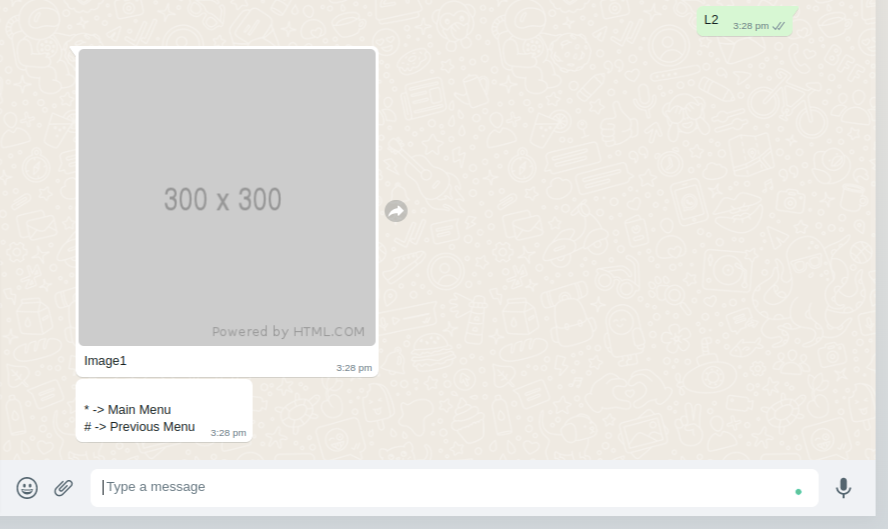 L2
3:28 pm
300 x 300
Powered by HTML.COM
Image1
3:28 pm
* -> Main Menu
# -> Previous Menu
3:28 pm
Type a message